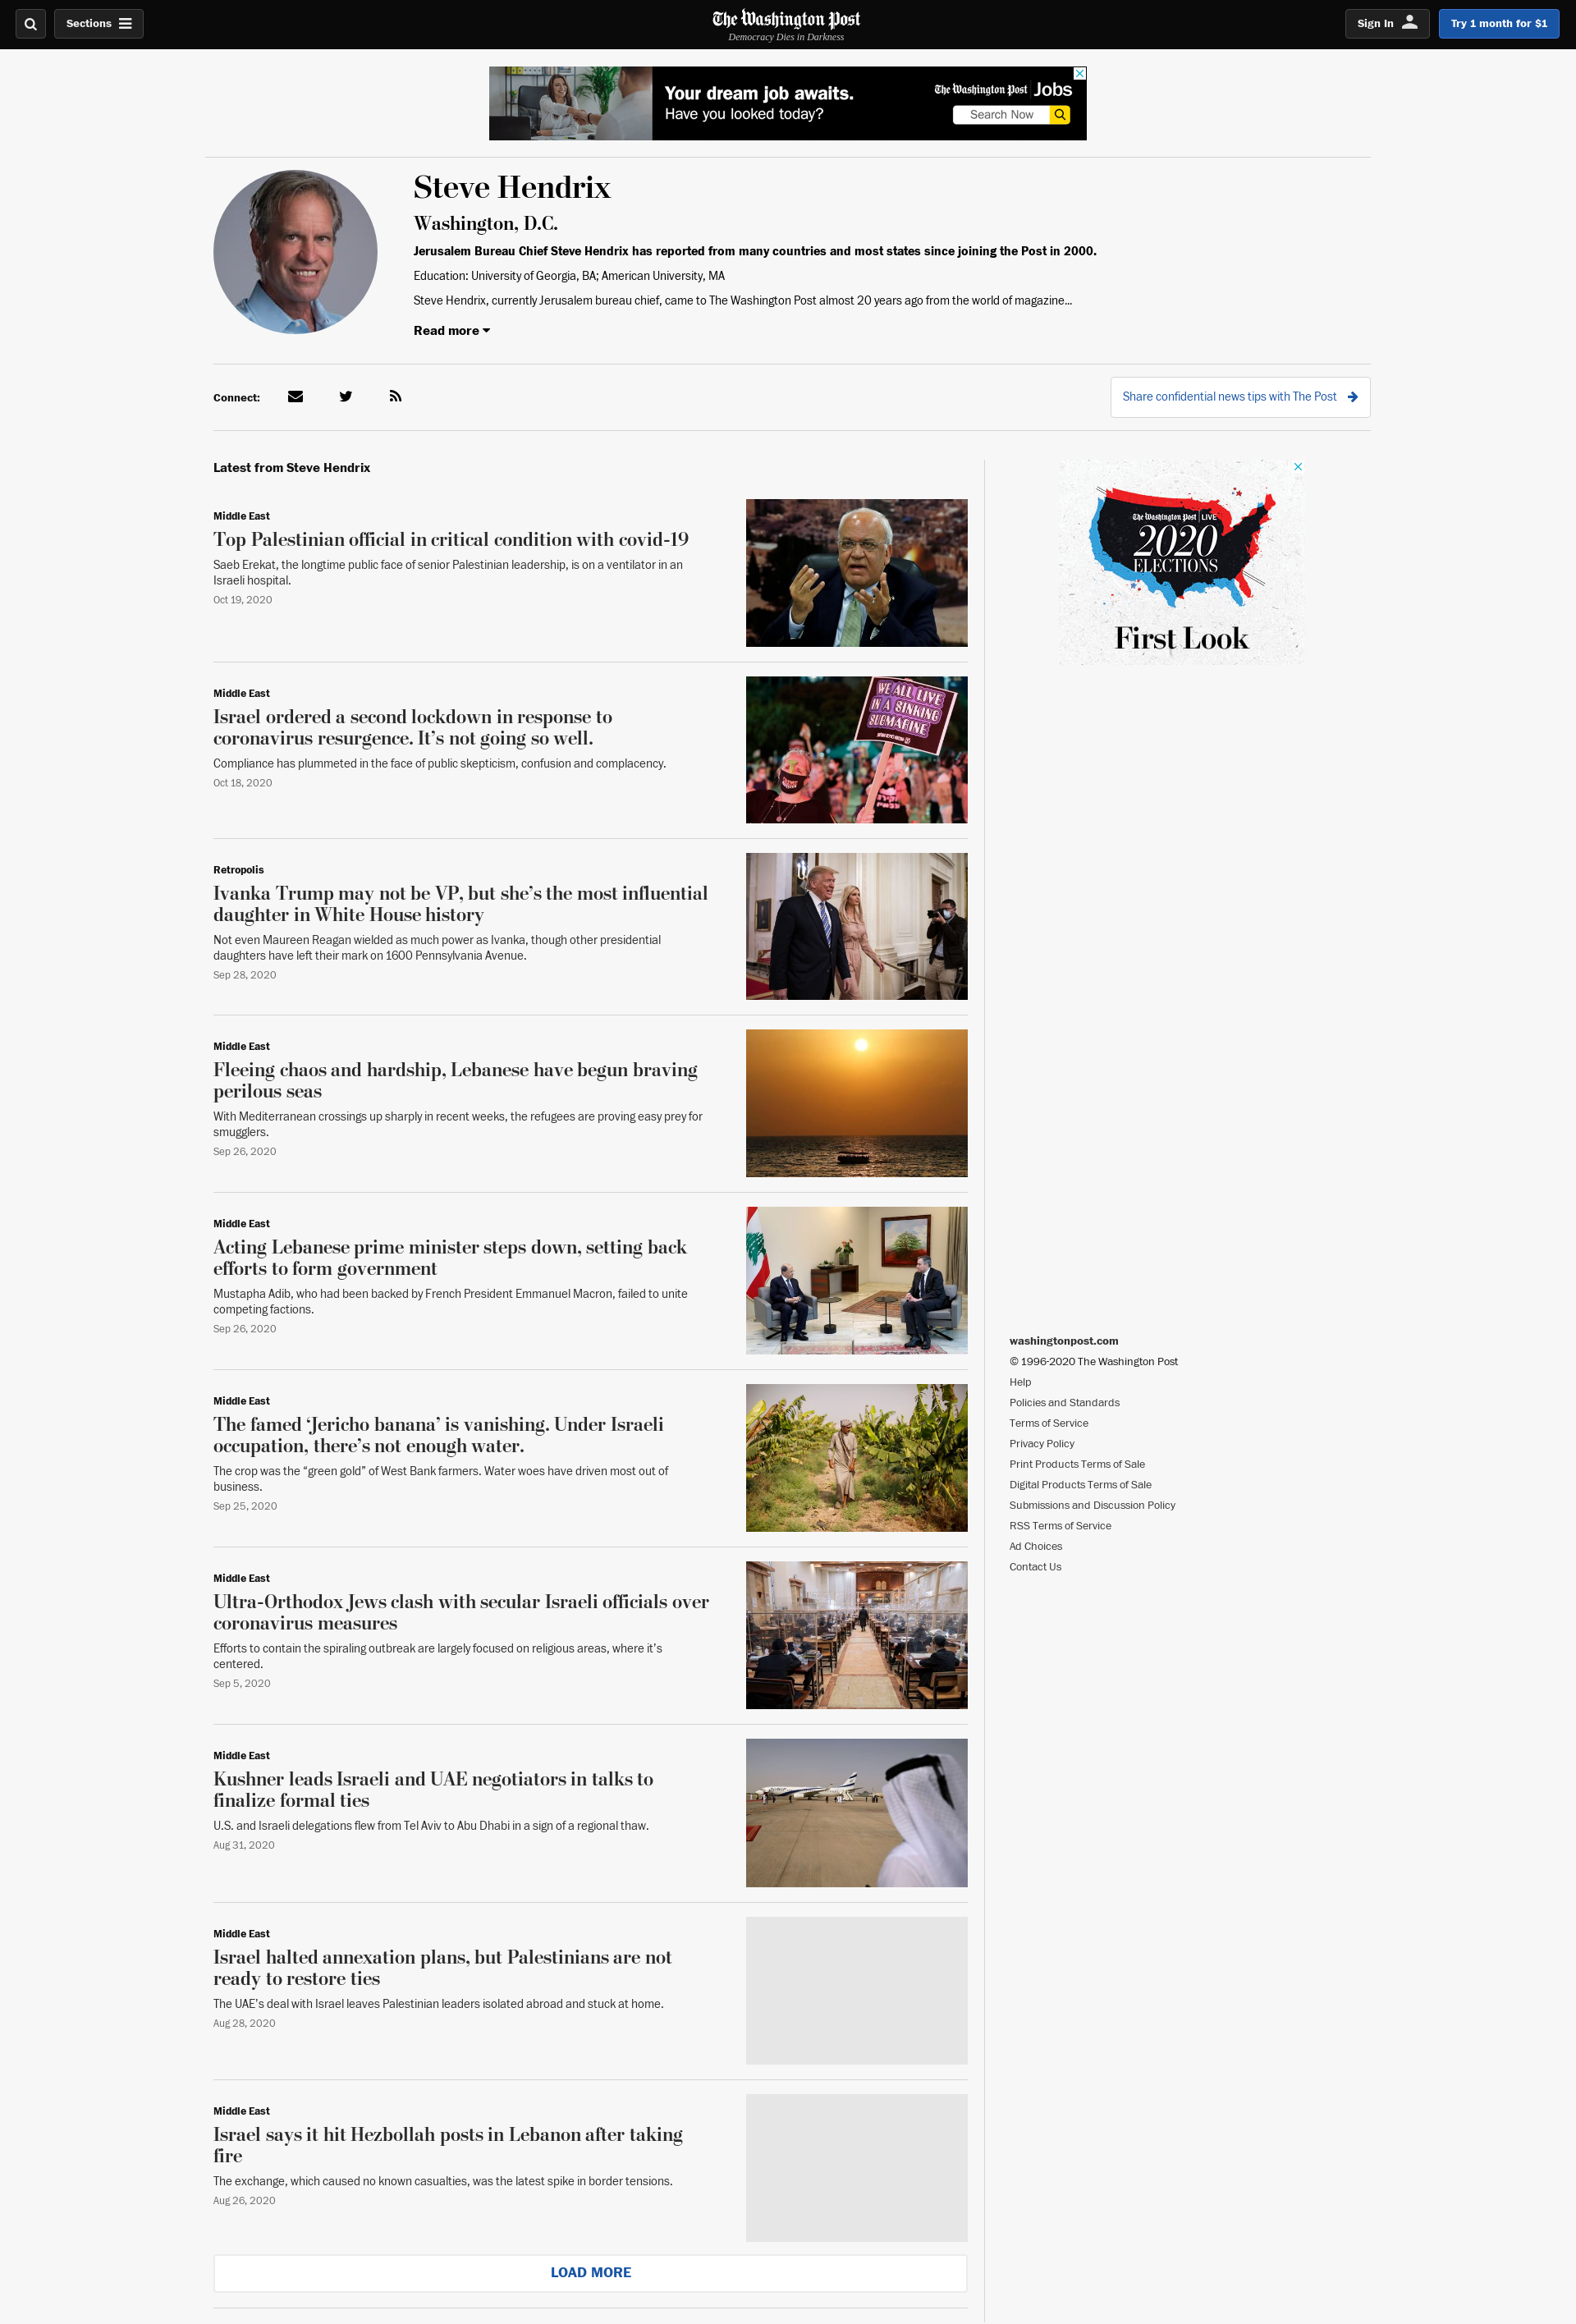 Sections
The Washington Post
Democracy Dies in Darkness
Sign In
Try 1 month for $1
Your dream job awaits.
Have you looked today?
The Washington Post Jobs
Search Now
Steve Hendrix
Washington, D.C.
Jerusalem Bureau Chief Steve Hendrix has reported from many countries and most states since joining the Post in 2000.
Education: University of Georgia, BA; American University, MA
Steve Hendrix, currently Jerusalem bureau chief, came to The Washington Post almost 20 years ago from the world of magazine...
Read more
Connect:
Share confidential news tips with The Post
Latest from Steve Hendrix
Middle East
Top Palestinian official in critical condition with covid-19
Saeb Erekat, the longtime public face of senior Palestinian leadership, is on a ventilator in an
Israeli hospital.
Oct 19, 2020
Middle East
Israel ordered a second lockdown in response to
coronavirus resurgence. It’s not going so well.
Compliance has plummeted in the face of public skepticism, confusion and complacency.
Oct 18, 2020
WE ALL LIVE
IN A SINKING
SUBMARINE
Retropolis
Ivanka Trump may not be VP, but she’s the most influential
daughter in White House history
Not even Maureen Reagan wielded as much power as Ivanka, though other presidential
daughters have left their mark on 1600 Pennsylvania Avenue.
Sep 28, 2020
Middle East
Fleeing chaos and hardship, Lebanese have begun braving
perilous seas
With Mediterranean crossings up sharply in recent weeks, the refugees are proving easy prey for
smugglers.
Sep 26, 2020
Middle East
Acting Lebanese prime minister steps down, setting back
efforts to form government
Mustapha Adib, who had been backed by French President Emmanuel Macron, failed to unite
competing factions.
Sep 26, 2020
Middle East
The famed ‘Jericho banana’ is vanishing. Under Israeli
occupation, there’s not enough water.
The crop was the “green gold” of West Bank farmers. Water woes have driven most out of
business.
Sep 25, 2020
Middle East
Ultra-Orthodox Jews clash with secular Israeli officials over
coronavirus measures
Efforts to contain the spiraling outbreak are largely focused on religious areas, where it’s
centered.
Sep 5, 2020
Middle East
Kushner leads Israeli and UAE negotiators in talks to
finalize formal ties
U.S. and Israeli delegations flew from Tel Aviv to Abu Dhabi in a sign of a regional thaw.
Aug 31, 2020
Middle East
Israel halted annexation plans, but Palestinians are not
ready to restore ties
The UAE’s deal with Israel leaves Palestinian leaders isolated abroad and stuck at home.
Aug 28, 2020
Middle East
Israel says it hit Hezbollah posts in Lebanon after taking
fire
The exchange, which caused no known casualties, was the latest spike in border tensions.
Aug 26, 2020
LOAD MORE
The Washington Post LIVE
2020
ELECTIONS
First Look
washingtonpost.com
© 1996-2020 The Washington Post
Help
Policies and Standards
Terms of Service
Privacy Policy
Print Products Terms of Sale
Digital Products Terms of Sale
Submissions and Discussion Policy
RSS Terms of Service
Ad Choices
Contact Us